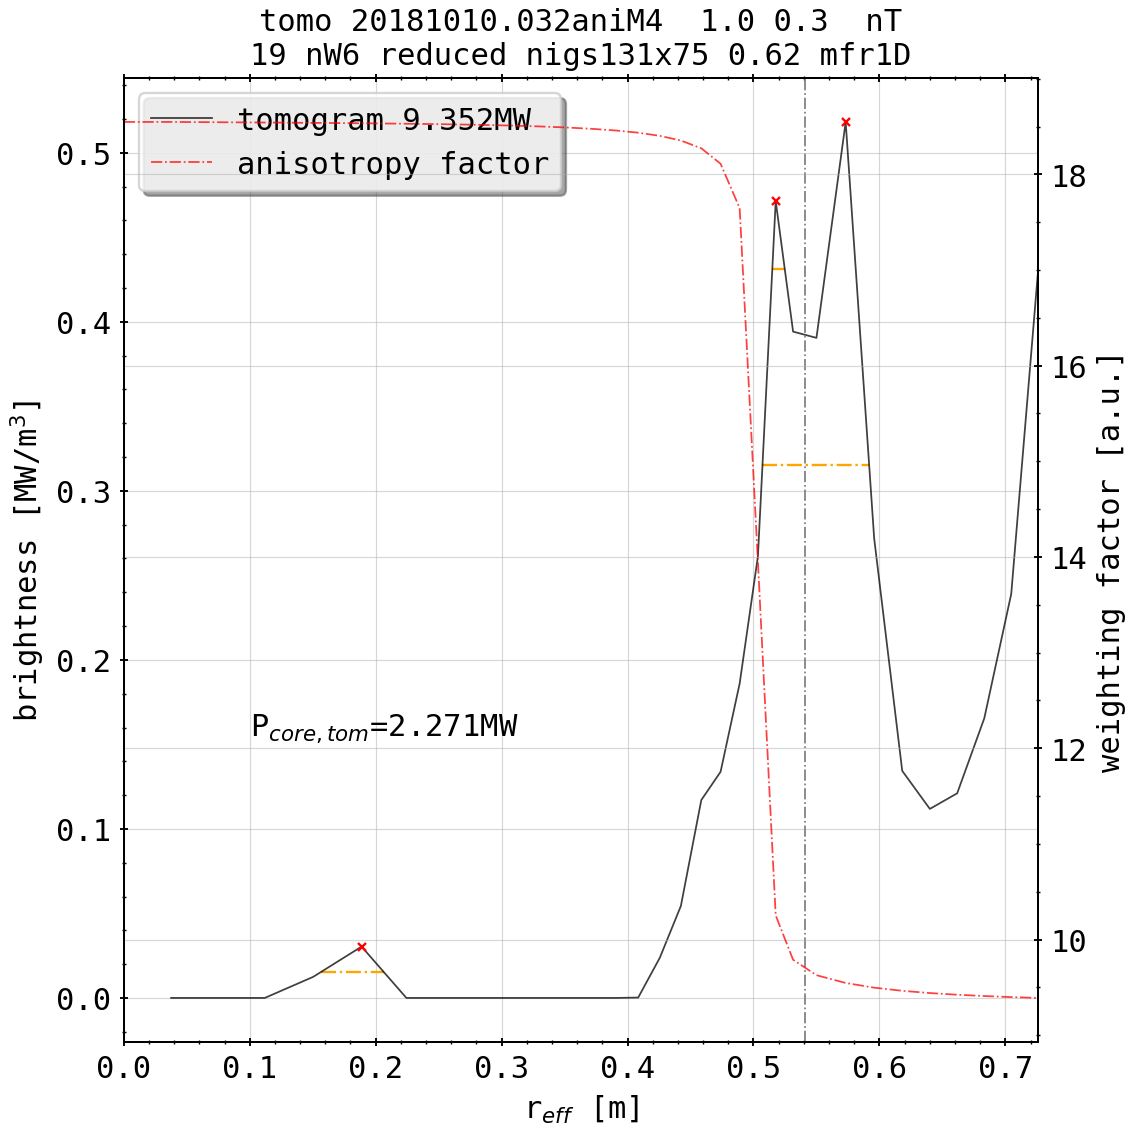 tomo 20181010.032aniM4  1.0 0.3  nT
19 nW6 reduced nigs131x75 0.62 mfr1D
tomogram 9.352MW
anisotropy factor
brightness [MW/m³]
0.5
0.4
0.3
0.2
0.1
0.0
P_core,tom=2.271MW
18
16
14
12
10
weighting factor [a.u.]
0.0 0.1 0.2 0.3 0.4 0.5 0.6 0.7
r_eff [m]